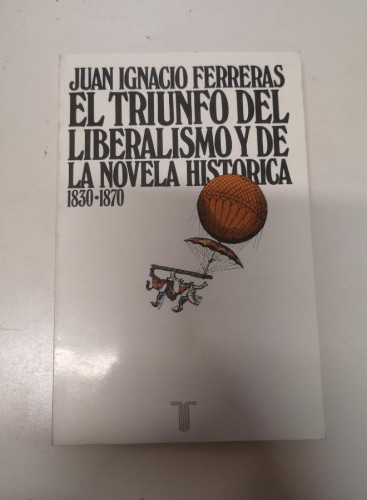 JUAN IGNACIO FERRERAS
EL TRIUNFO DEL
LIBERALISMO Y DE
LA NOVELA HISTORICA
1830-1870